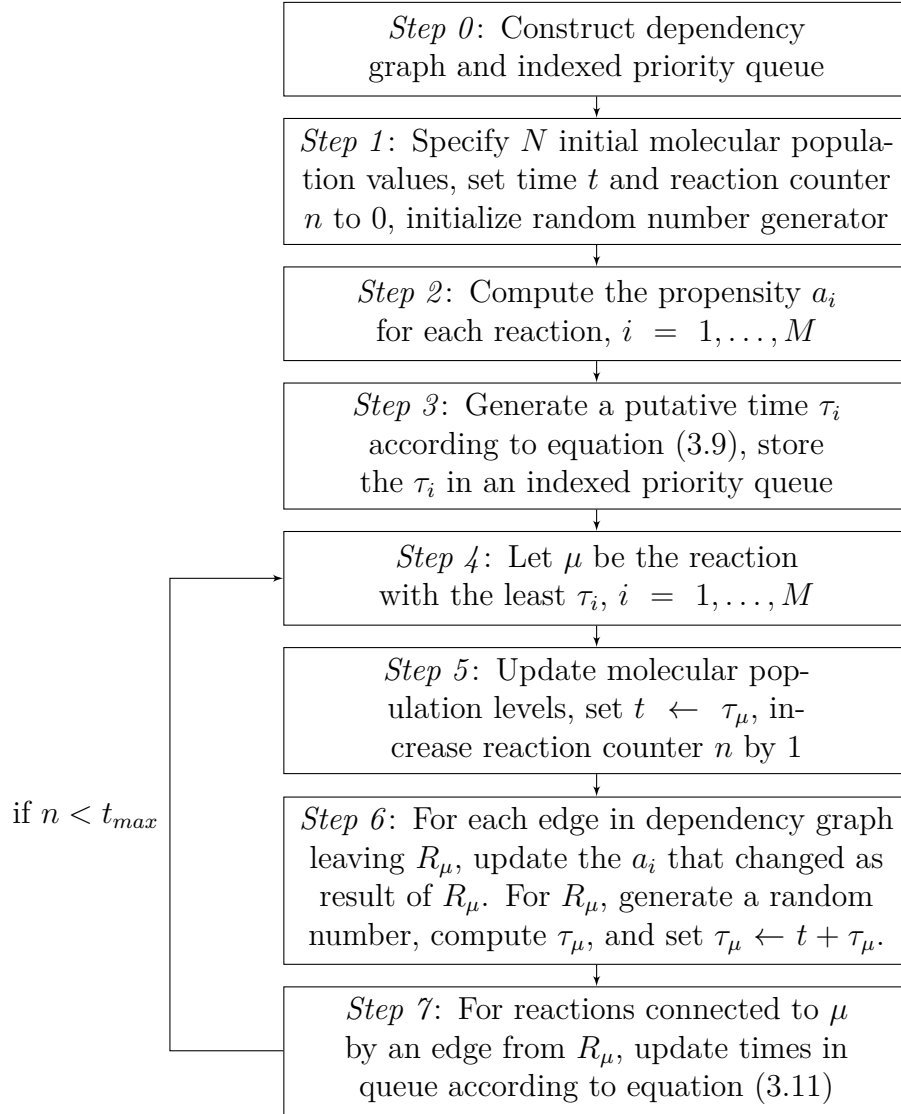 Step 0: Construct dependency
graph and indexed priority queue
Step 1: Specify N initial molecular popula-
tion values, set time t and reaction counter
n to 0, initialize random number generator
Step 2: Compute the propensity a_i
for each reaction, i = 1, . . . , M
Step 3: Generate a putative time τ_i
according to equation (3.9), store
the τ_i in an indexed priority queue
Step 4: Let μ be the reaction
with the least τ_i, i = 1, . . . , M
Step 5: Update molecular pop-
ulation levels, set t ← τ_μ, in-
crease reaction counter n by 1
if n < t_max
Step 6: For each edge in dependency graph
leaving R_μ, update the a_i that changed as
result of R_μ. For R_μ, generate a random
number, compute τ_μ, and set τ_μ ← t + τ_μ.
Step 7: For reactions connected to μ
by an edge from R_μ, update times in
queue according to equation (3.11)